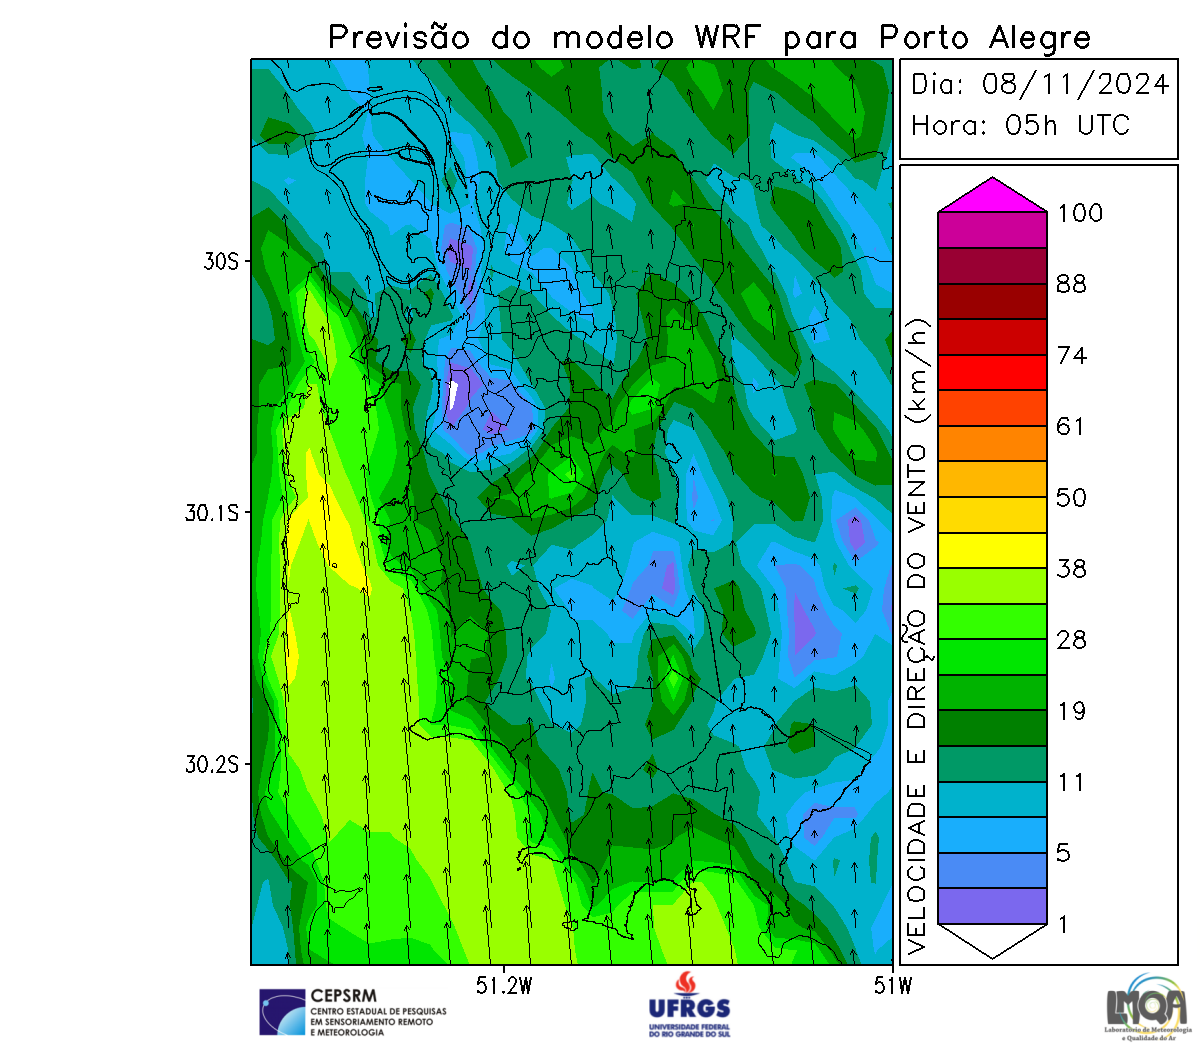 Previsão do modelo WRF para Porto Alegre
Dia: 08/11/2024
Hora: 05h UTC
30S
30.1S
30.2S
51.2W
51W
VELOCIDADE E DIREÇÃO DO VENTO (km/h)
100
88
74
61
50
38
28
19
11
5
1
CEPSRM
CENTRO ESTADUAL DE PESQUISAS
EM SENSORIAMENTO REMOTO
E METEOROLOGIA
UFRGS
UNIVERSIDADE FEDERAL
DO RIO GRANDE DO SUL
LMQA
Laboratório de Meteorologia
e Qualidade do Ar